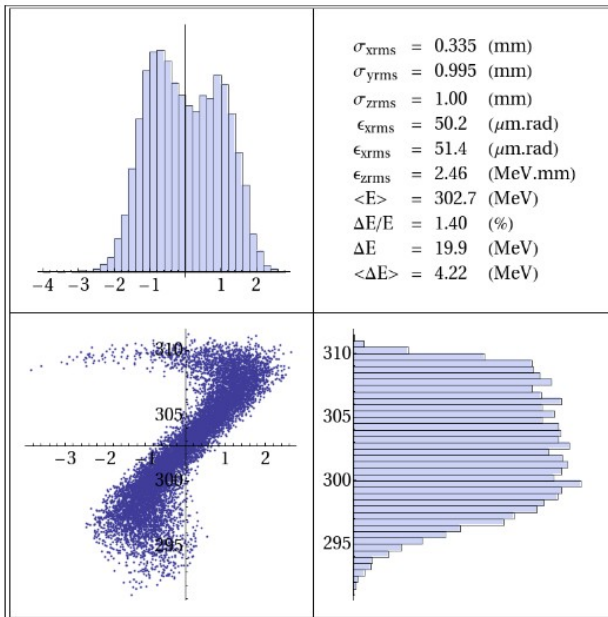 −4 −3 −2 −1 1 2
σxrms = 0.335 (mm)
σyrms = 0.995 (mm)
σzrms = 1.00 (mm)
ϵxrms = 50.2 (μm.rad)
ϵxrms = 51.4 (μm.rad)
ϵzrms = 2.46 (MeV.mm)
<E> = 302.7 (MeV)
ΔE/E = 1.40 (%)
ΔE = 19.9 (MeV)
<ΔE> = 4.22 (MeV)
310
305
−3 −2 −1 1 2
300
295
310
305
300
295